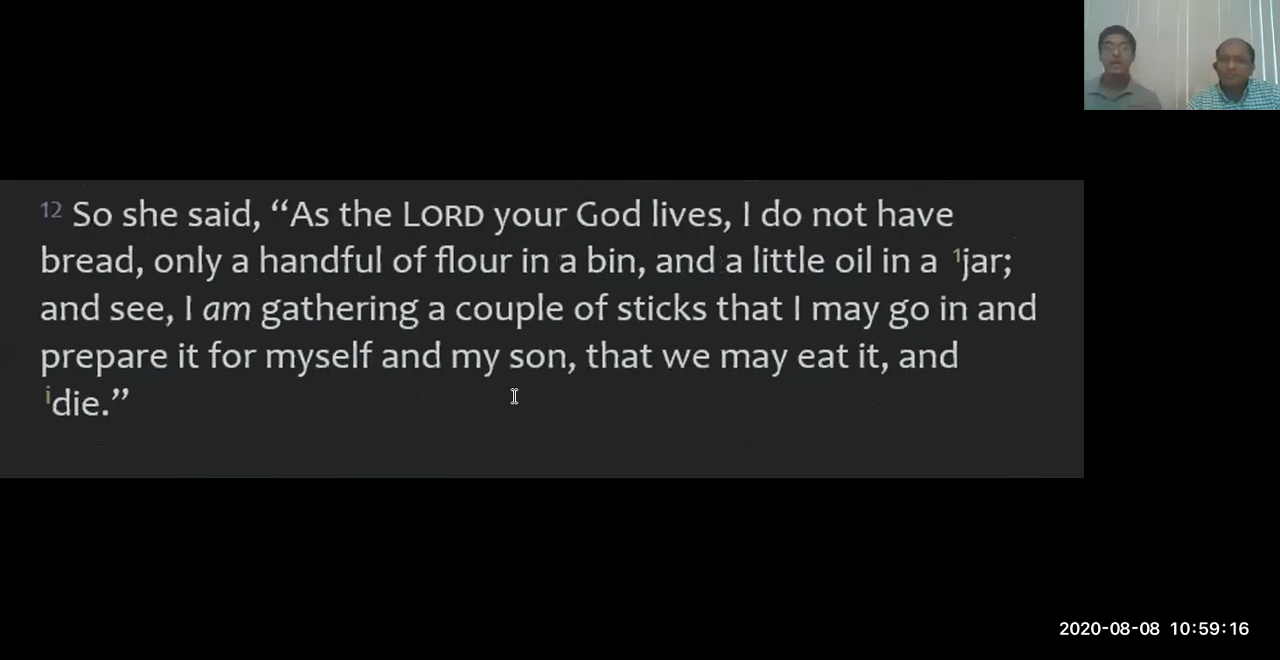 12 So she said, “As the LORD your God lives, I do not have
bread, only a handful of flour in a bin, and a little oil in a 1jar;
and see, I am gathering a couple of sticks that I may go in and
prepare it for myself and my son, that we may eat it, and
idie.”
2020-08-08 10:59:16